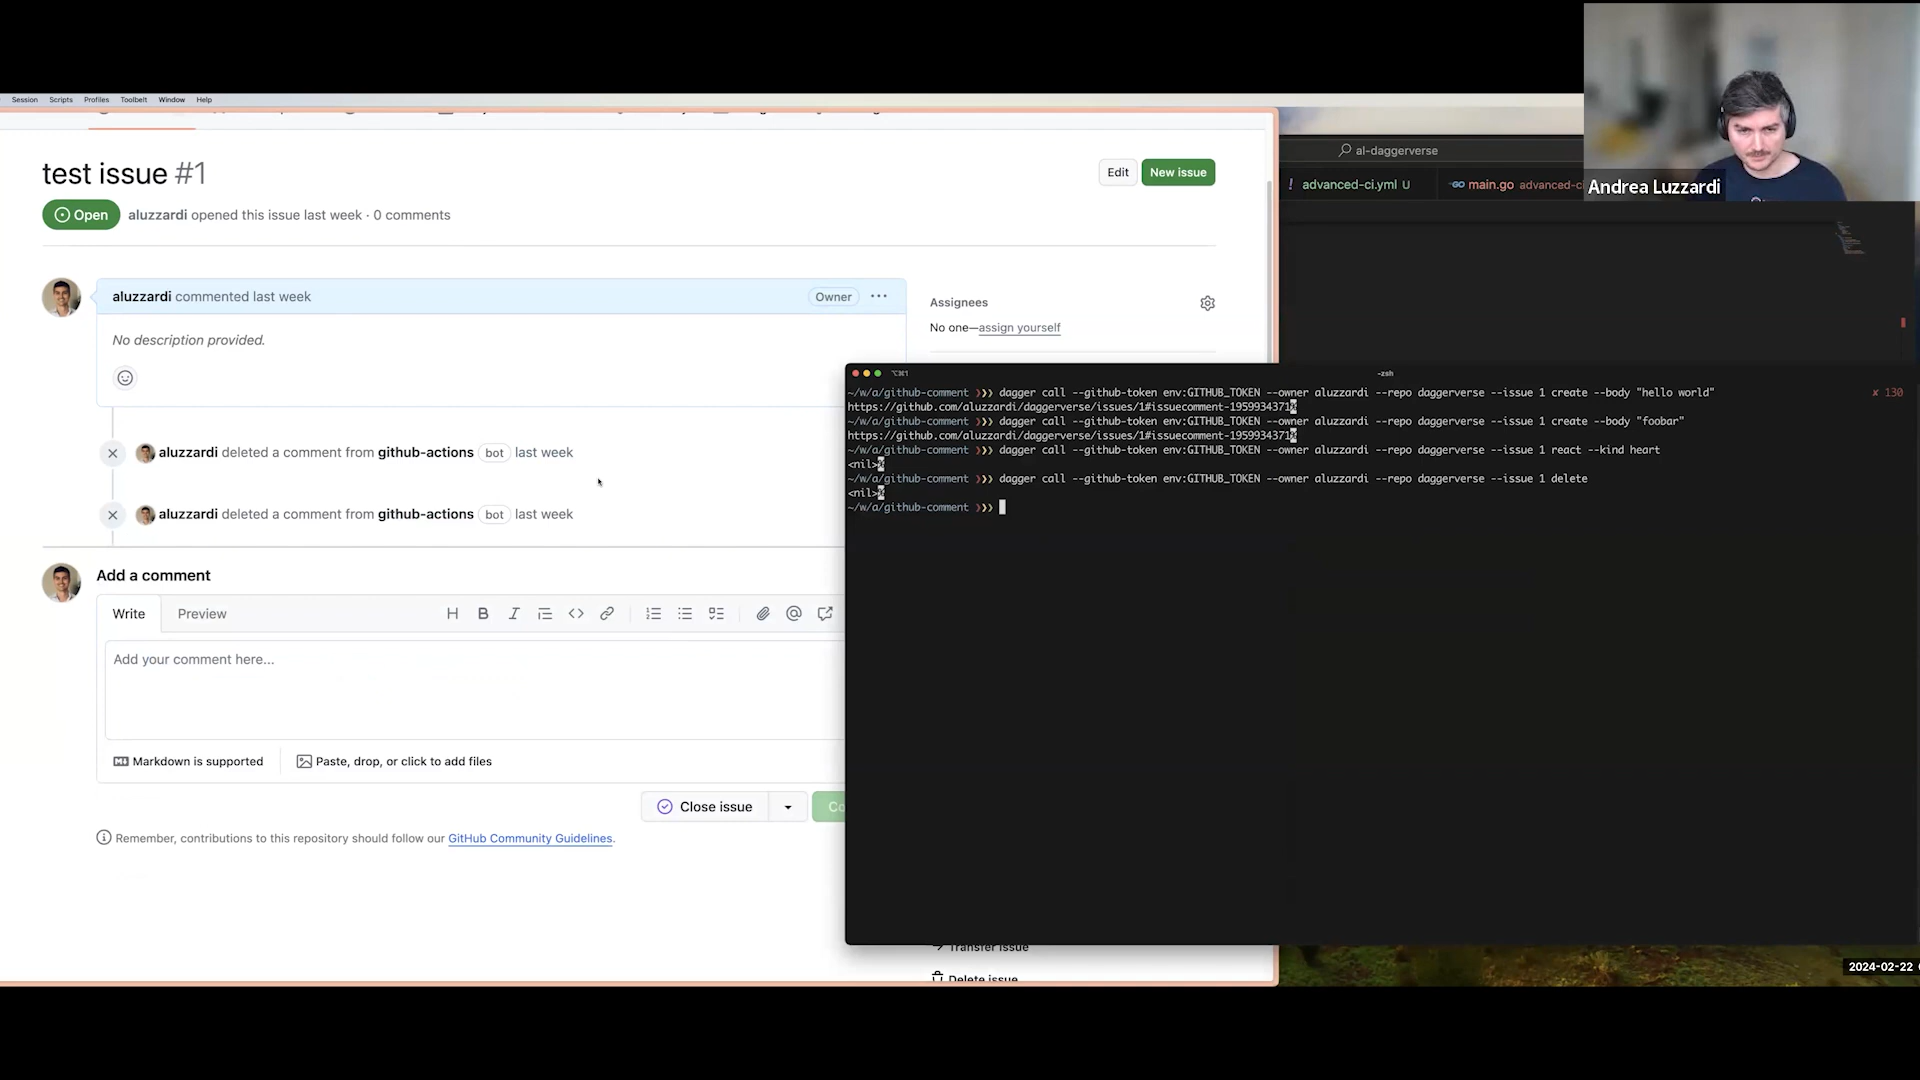 Session Scripts Profiles Toolbelt Window Help
test issue #1
Edit
New issue
Open
aluzzardi opened this issue last week · 0 comments
aluzzardi commented last week
Owner
No description provided.
Assignees
No one—assign yourself
aluzzardi deleted a comment from github-actions bot last week
aluzzardi deleted a comment from github-actions bot last week
Add a comment
Write
Preview
Add your comment here...
Markdown is supported
Paste, drop, or click to add files
Close issue
Co
Remember, contributions to this repository should follow our GitHub Community Guidelines.
Transfer issue
Delete issue
al-daggerverse
! advanced-ci.yml U
main.go advanced-ci
Andrea Luzzardi
-zsh
~/w/a/github-comment ❯❯❯ dagger call --github-token env:GITHUB_TOKEN --owner aluzzardi --repo daggerverse --issue 1 create --body "hello world" ✘ 130
https://github.com/aluzzardi/daggerverse/issues/1#issuecomment-1959934371%
~/w/a/github-comment ❯❯❯ dagger call --github-token env:GITHUB_TOKEN --owner aluzzardi --repo daggerverse --issue 1 create --body "foobar"
https://github.com/aluzzardi/daggerverse/issues/1#issuecomment-1959934371%
~/w/a/github-comment ❯❯❯ dagger call --github-token env:GITHUB_TOKEN --owner aluzzardi --repo daggerverse --issue 1 react --kind heart
<nil>%
~/w/a/github-comment ❯❯❯ dagger call --github-token env:GITHUB_TOKEN --owner aluzzardi --repo daggerverse --issue 1 delete
<nil>%
~/w/a/github-comment ❯❯❯
2024-02-22